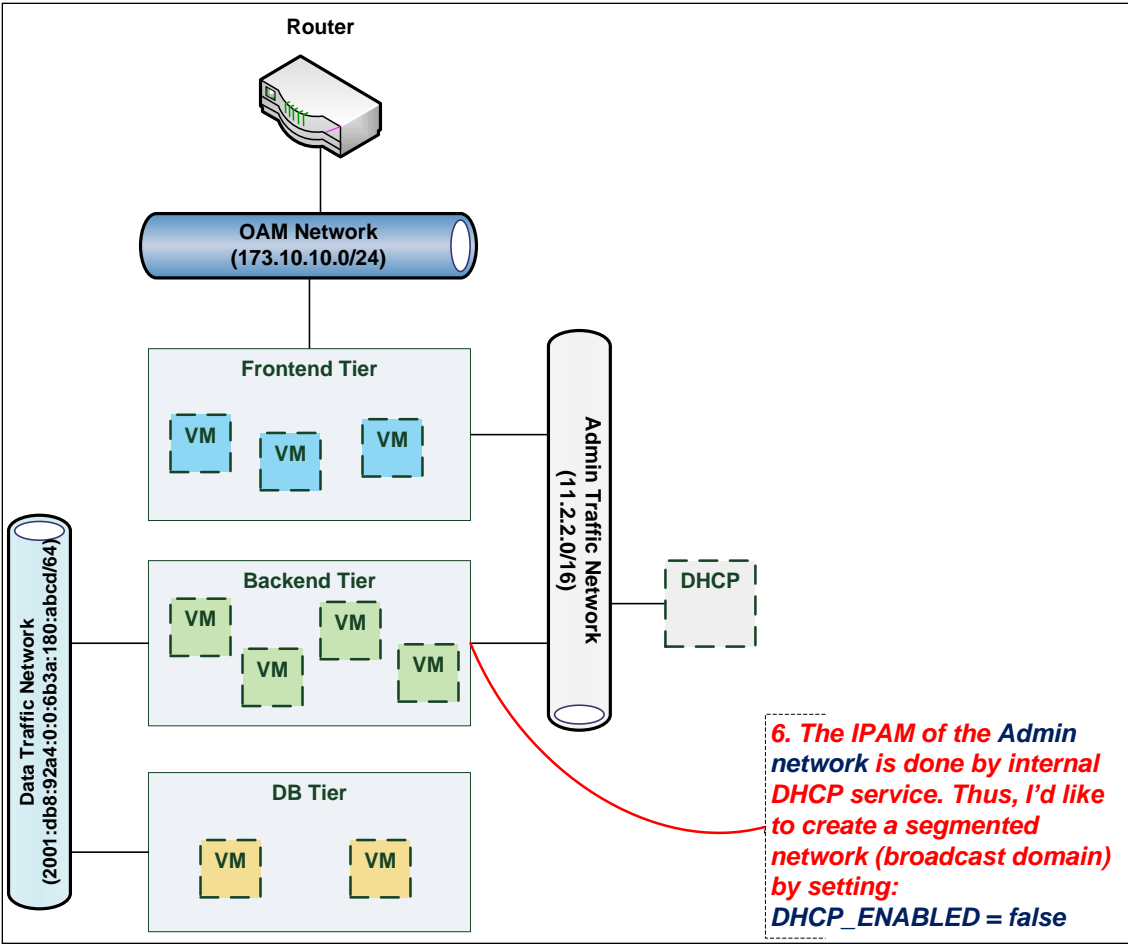 Router
OAM Network
(173.10.10.0/24)
Frontend Tier
VM
VM
VM
Admin Traffic Network
(11.2.2.0/16)
Backend Tier
VM
VM
VM
VM
DHCP
Data Traffic Network
(2001:db8:92a4:0:0:6b3a:180:abcd/64)
DB Tier
VM
VM
6. The IPAM of the Admin
network is done by internal
DHCP service. Thus, I'd like
to create a segmented
network (broadcast domain)
by setting:
DHCP_ENABLED = false